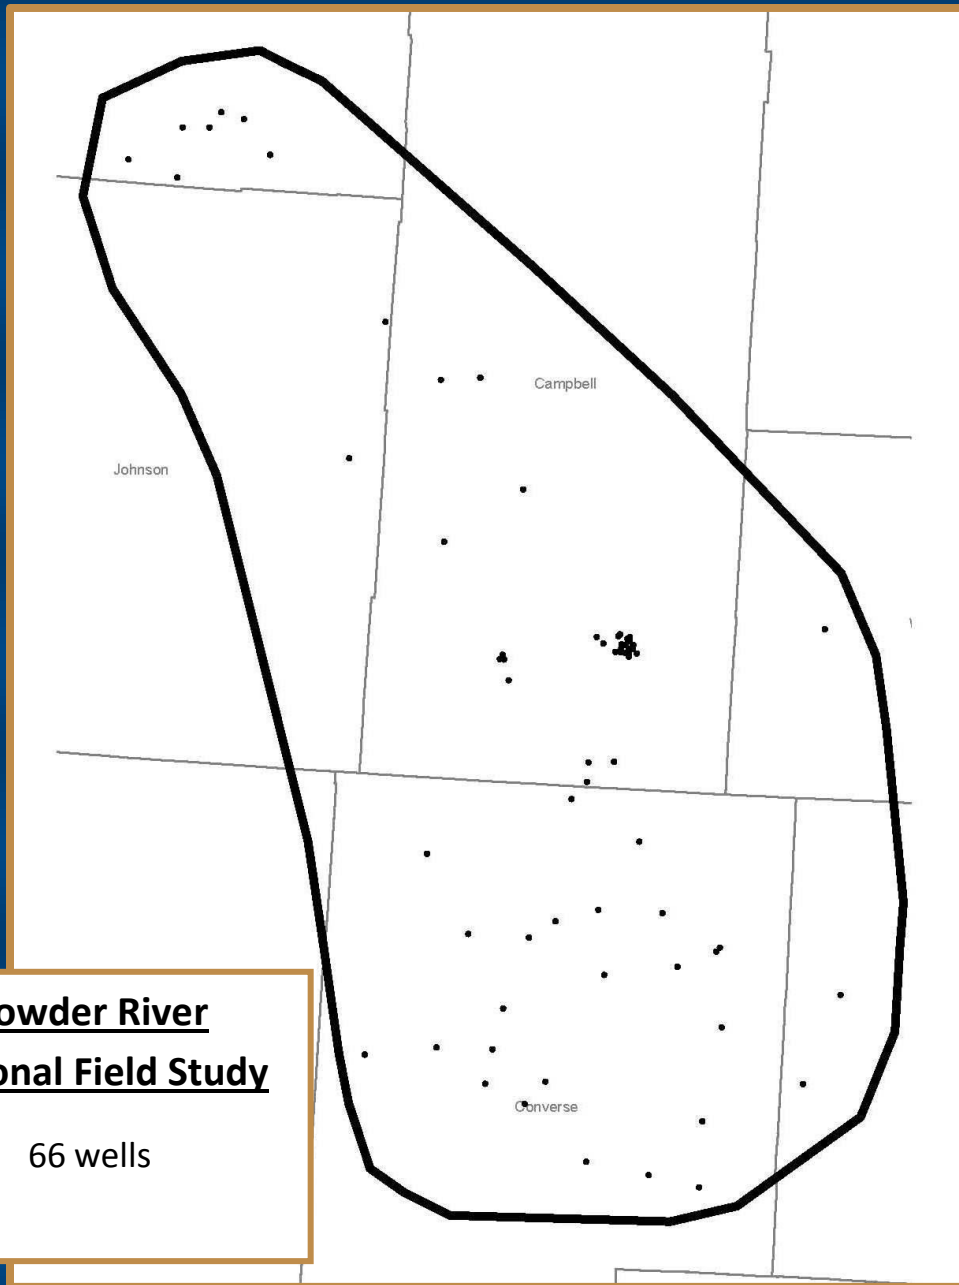 Campbell
Johnson
owder River
onal Field Study
66 wells
Converse